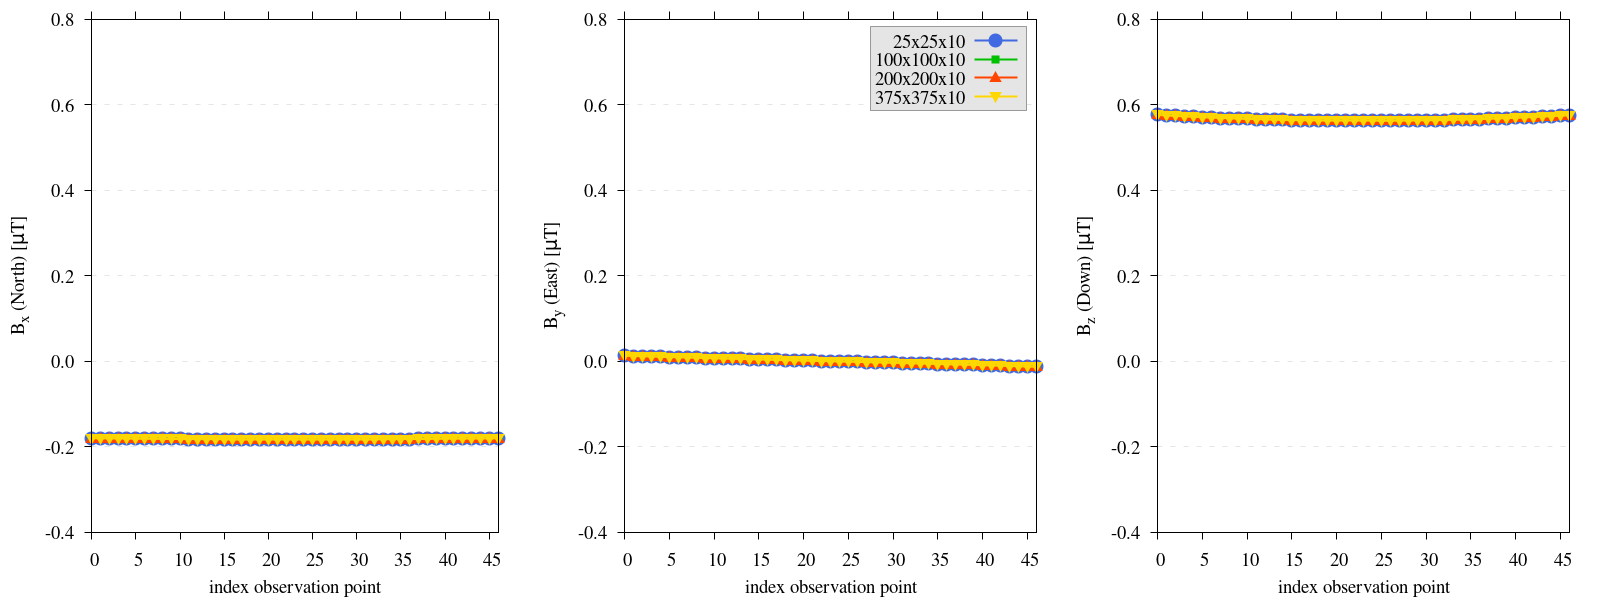 0.8
0.6
0.4
0.2
0.0
-0.2
-0.4
0 5 10 15 20 25 30 35 40 45
index observation point
Bx (North) [μT]
0.8
0.6
0.4
0.2
0.0
-0.2
-0.4
0 5 10 15 20 25 30 35 40 45
index observation point
By (East) [μT]
25x25x10
100x100x10
200x200x10
375x375x10
0.8
0.6
0.4
0.2
0.0
-0.2
-0.4
0 5 10 15 20 25 30 35 40 45
index observation point
Bz (Down) [μT]